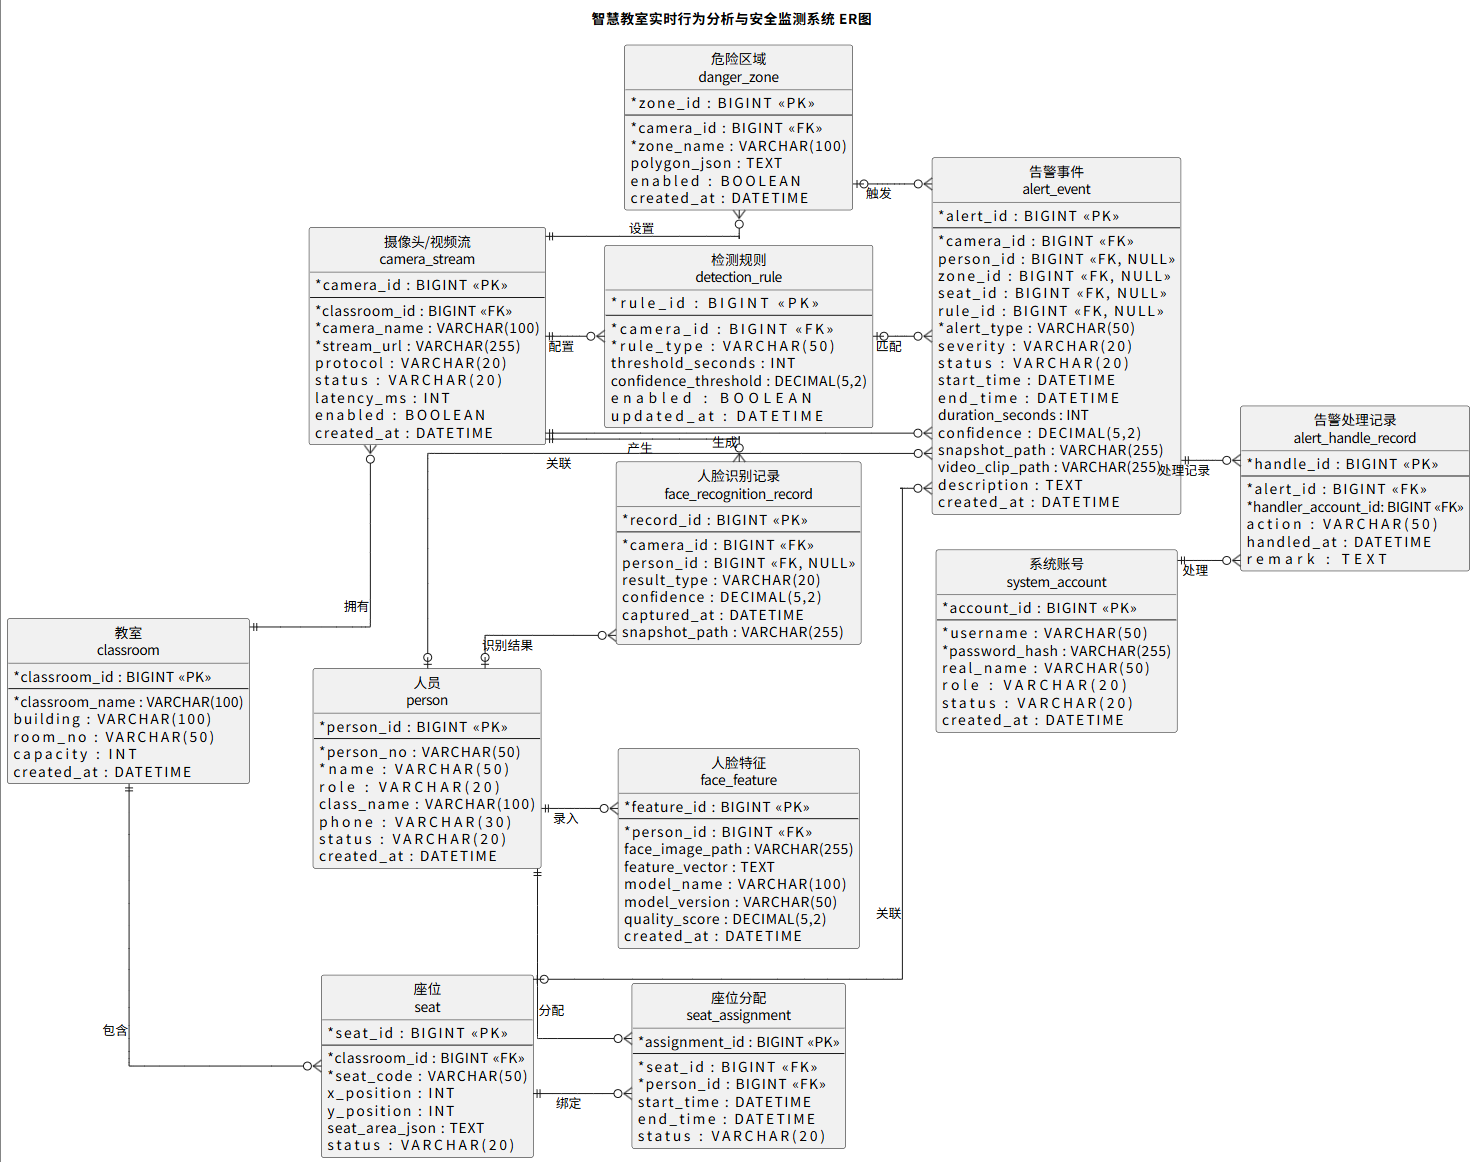 智慧教室实时行为分析与安全监测系统 ER图
危险区域
danger_zone
*zone_id : BIGINT «PK»
*camera_id : BIGINT «FK»
*zone_name : VARCHAR(100)
polygon_json : TEXT
enabled : BOOLEAN
created_at : DATETIME
触发
告警事件
alert_event
*alert_id : BIGINT «PK»
*camera_id : BIGINT «FK»
person_id : BIGINT «FK, NULL»
zone_id : BIGINT «FK, NULL»
seat_id : BIGINT «FK, NULL»
rule_id : BIGINT «FK, NULL»
*alert_type : VARCHAR(50)
severity : VARCHAR(20)
status : VARCHAR(20)
start_time : DATETIME
end_time : DATETIME
duration_seconds : INT
confidence : DECIMAL(5,2)
snapshot_path : VARCHAR(255)
video_clip_path : VARCHAR(255)
description : TEXT
created_at : DATETIME
设置
摄像头/视频流
camera_stream
*camera_id : BIGINT «PK»
*classroom_id : BIGINT «FK»
*camera_name : VARCHAR(100)
*stream_url : VARCHAR(255)
protocol : VARCHAR(20)
status : VARCHAR(20)
latency_ms : INT
enabled : BOOLEAN
created_at : DATETIME
配置
检测规则
detection_rule
*rule_id : BIGINT «PK»
*camera_id : BIGINT «FK»
*rule_type : VARCHAR(50)
threshold_seconds : INT
confidence_threshold : DECIMAL(5,2)
enabled : BOOLEAN
updated_at : DATETIME
匹配
生成
产生
关联
处理记录
告警处理记录
alert_handle_record
*handle_id : BIGINT «PK»
*alert_id : BIGINT «FK»
*handler_account_id: BIGINT «FK»
action : VARCHAR(50)
handled_at : DATETIME
remark : TEXT
人脸识别记录
face_recognition_record
*record_id : BIGINT «PK»
*camera_id : BIGINT «FK»
person_id : BIGINT «FK, NULL»
result_type : VARCHAR(20)
confidence : DECIMAL(5,2)
captured_at : DATETIME
snapshot_path : VARCHAR(255)
系统账号
system_account
*account_id : BIGINT «PK»
*username : VARCHAR(50)
*password_hash : VARCHAR(255)
real_name : VARCHAR(50)
role : VARCHAR(20)
status : VARCHAR(20)
created_at : DATETIME
处理
拥有
识别结果
教室
classroom
*classroom_id : BIGINT «PK»
*classroom_name : VARCHAR(100)
building : VARCHAR(100)
room_no : VARCHAR(50)
capacity : INT
created_at : DATETIME
人员
person
*person_id : BIGINT «PK»
*person_no : VARCHAR(50)
*name : VARCHAR(50)
role : VARCHAR(20)
class_name : VARCHAR(100)
phone : VARCHAR(30)
status : VARCHAR(20)
created_at : DATETIME
录入
人脸特征
face_feature
*feature_id : BIGINT «PK»
*person_id : BIGINT «FK»
face_image_path : VARCHAR(255)
feature_vector : TEXT
model_name : VARCHAR(100)
model_version : VARCHAR(50)
quality_score : DECIMAL(5,2)
created_at : DATETIME
关联
包含
分配
座位
seat
*seat_id : BIGINT «PK»
*classroom_id : BIGINT «FK»
*seat_code : VARCHAR(50)
x_position : INT
y_position : INT
seat_area_json : TEXT
status : VARCHAR(20)
绑定
座位分配
seat_assignment
*assignment_id : BIGINT «PK»
*seat_id : BIGINT «FK»
*person_id : BIGINT «FK»
start_time : DATETIME
end_time : DATETIME
status : VARCHAR(20)